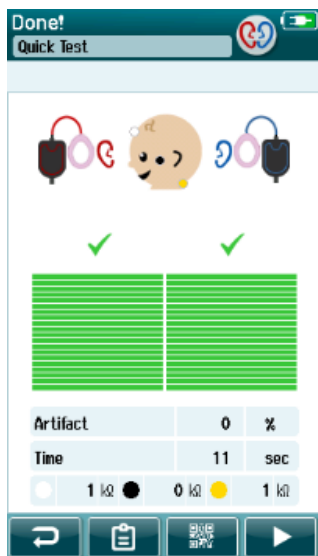 Done!
Quick Test
Artifact 0 %
Time 11 sec
1 kΩ 0 kΩ 1 kΩ